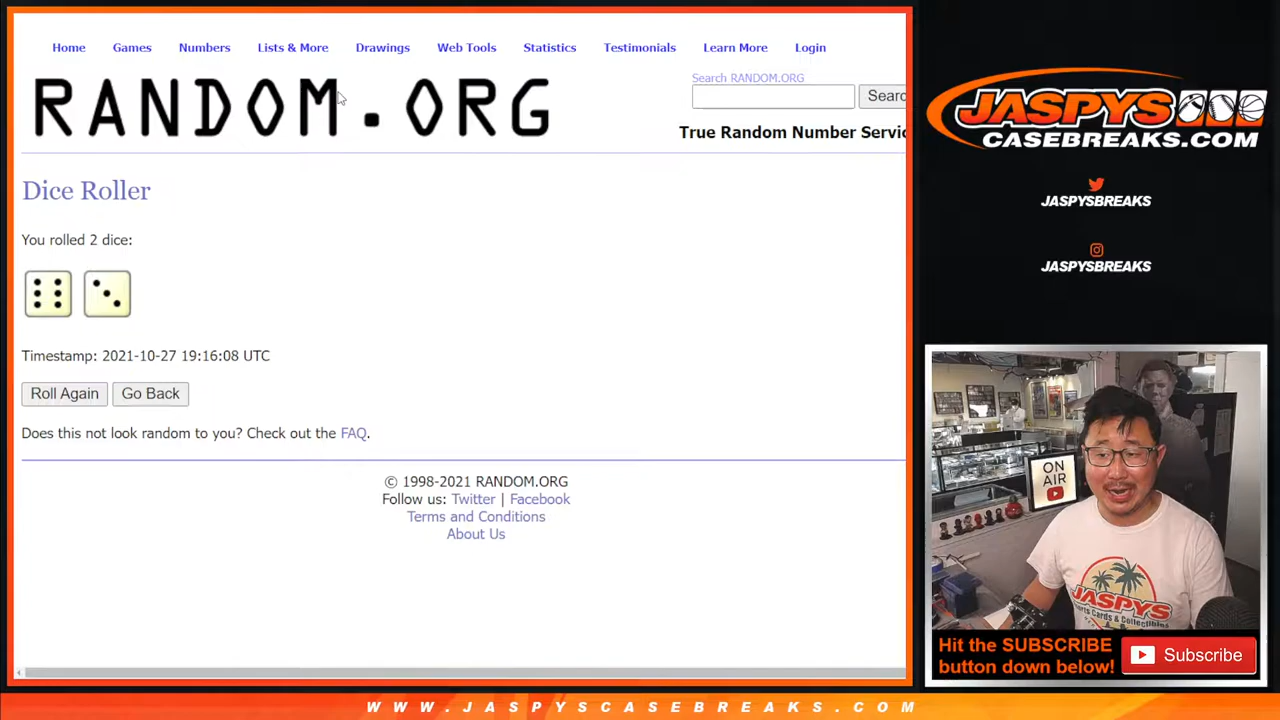 Home Games Numbers Lists & More Drawings Web Tools Statistics Testimonials Learn More Login
RANDOM.ORG
Search RANDOM.ORG
Searc
True Random Number Servic
Dice Roller
You rolled 2 dice:
Timestamp: 2021-10-27 19:16:08 UTC
Roll Again Go Back
Does this not look random to you? Check out the FAQ.
© 1998-2021 RANDOM.ORG
Follow us: Twitter | Facebook
Terms and Conditions
About Us
JASPYS
CASEBREAKS.COM
JASPYSBREAKS
JASPYSBREAKS
ON
AIR
JASPYS
Hit the SUBSCRIBE
button down below!
Subscribe
WWW.JASPYSCASEBREAKS.COM